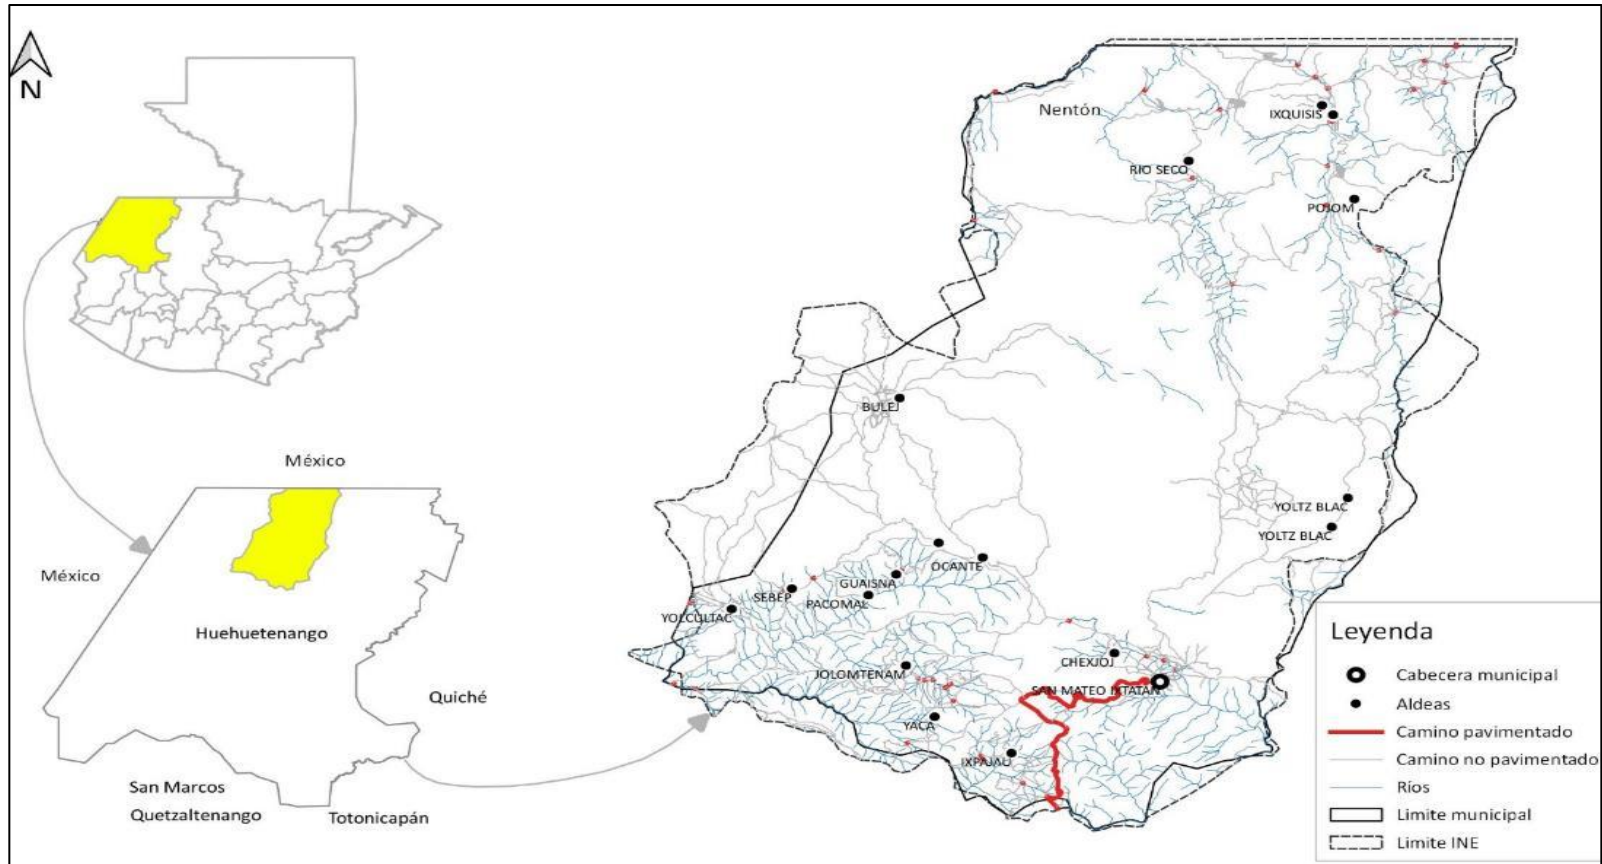 N
México
México
Huehuetenango
Quiché
San Marcos
Quetzaltenango
Totonicapán
Nentón
IXQUISIS
RIO SECO
POJOM
BULEJ
YOLTZ BLAC
YOLTZ BLAC
OCANTE
GUAISNA
SEBEP
PACOMAL
YOLCULTAC
CHEXJOJ
JOLOMTENAM
SAN MATEO IXTATAN
YACA
IXPAJAU
Leyenda
Cabecera municipal
Aldeas
Camino pavimentado
Camino no pavimentado
Ríos
Limite municipal
Limite INE